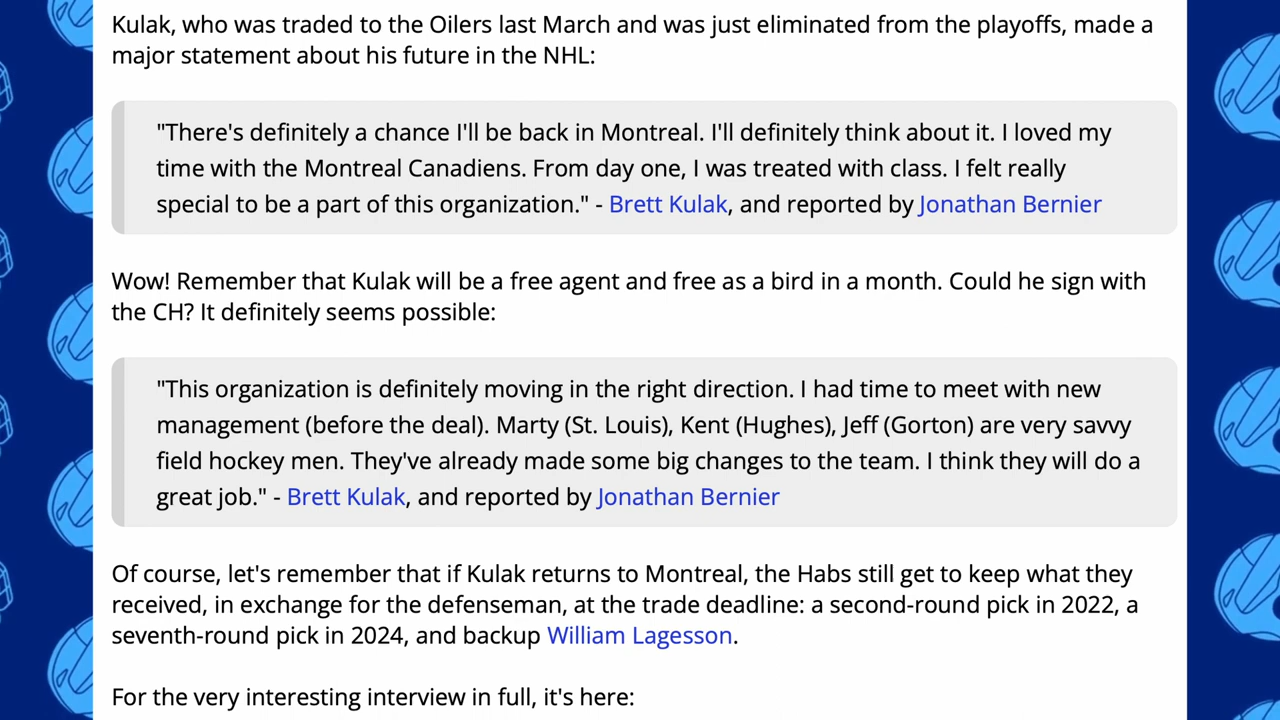 Kulak, who was traded to the Oilers last March and was just eliminated from the playoffs, made a
major statement about his future in the NHL:
"There's definitely a chance I'll be back in Montreal. I'll definitely think about it. I loved my
time with the Montreal Canadiens. From day one, I was treated with class. I felt really
special to be a part of this organization." - Brett Kulak, and reported by Jonathan Bernier
Wow! Remember that Kulak will be a free agent and free as a bird in a month. Could he sign with
the CH? It definitely seems possible:
"This organization is definitely moving in the right direction. I had time to meet with new
management (before the deal). Marty (St. Louis), Kent (Hughes), Jeff (Gorton) are very savvy
field hockey men. They've already made some big changes to the team. I think they will do a
great job." - Brett Kulak, and reported by Jonathan Bernier
Of course, let's remember that if Kulak returns to Montreal, the Habs still get to keep what they
received, in exchange for the defenseman, at the trade deadline: a second-round pick in 2022, a
seventh-round pick in 2024, and backup William Lagesson.
For the very interesting interview in full, it's here: